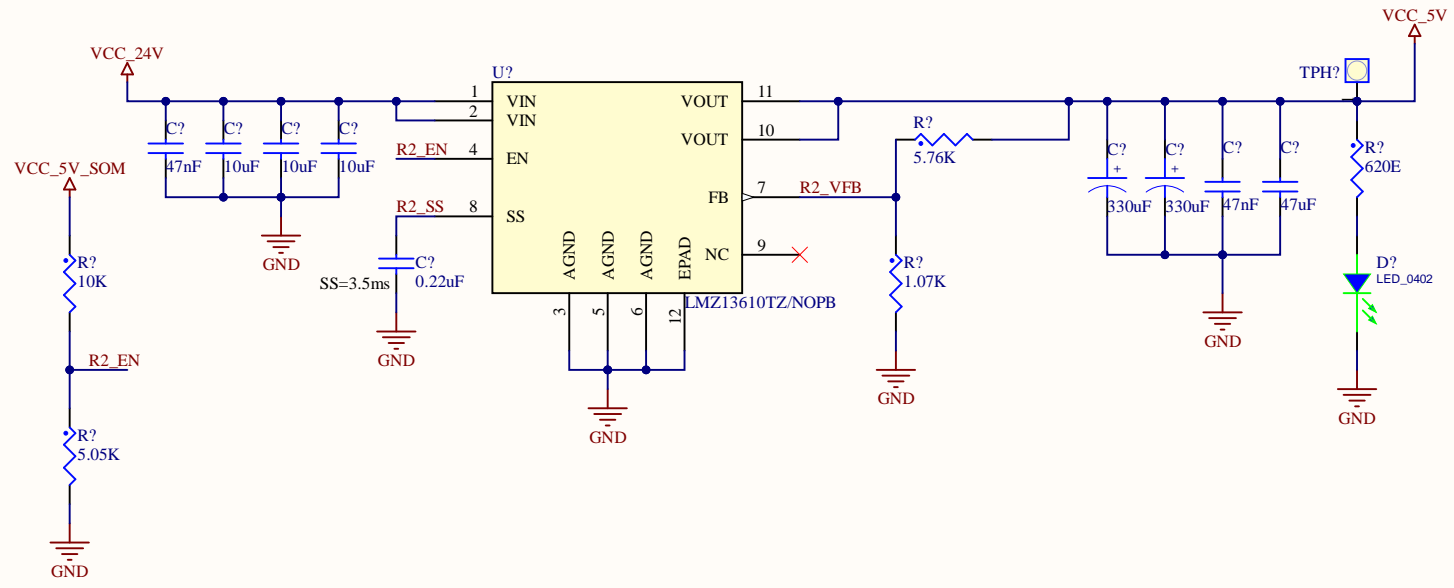 VCC_5V
VCC_24V
U?
TPH?
1
VIN
VOUT
11
2
VIN
C?
C?
C?
C?
R?
VOUT
10
C?
C?
C?
C?
R?
R2_EN
4
EN
5.76K
47nF
10uF
10uF
10uF
+
+
620E
VCC_5V_SOM
FB
7
R2_VFB
R2_SS
8
SS
330uF
330uF
47nF
47uF
AGND
AGND
AGND
EPAD
NC
9
GND
R?
C?
R?
D?
10K
SS=3.5ms
0.22uF
1.07K
LED_0402
LMZ13610TZ/NOPB
3
5
6
12
GND
R2_EN
GND
GND
GND
GND
R?
GND
5.05K
GND